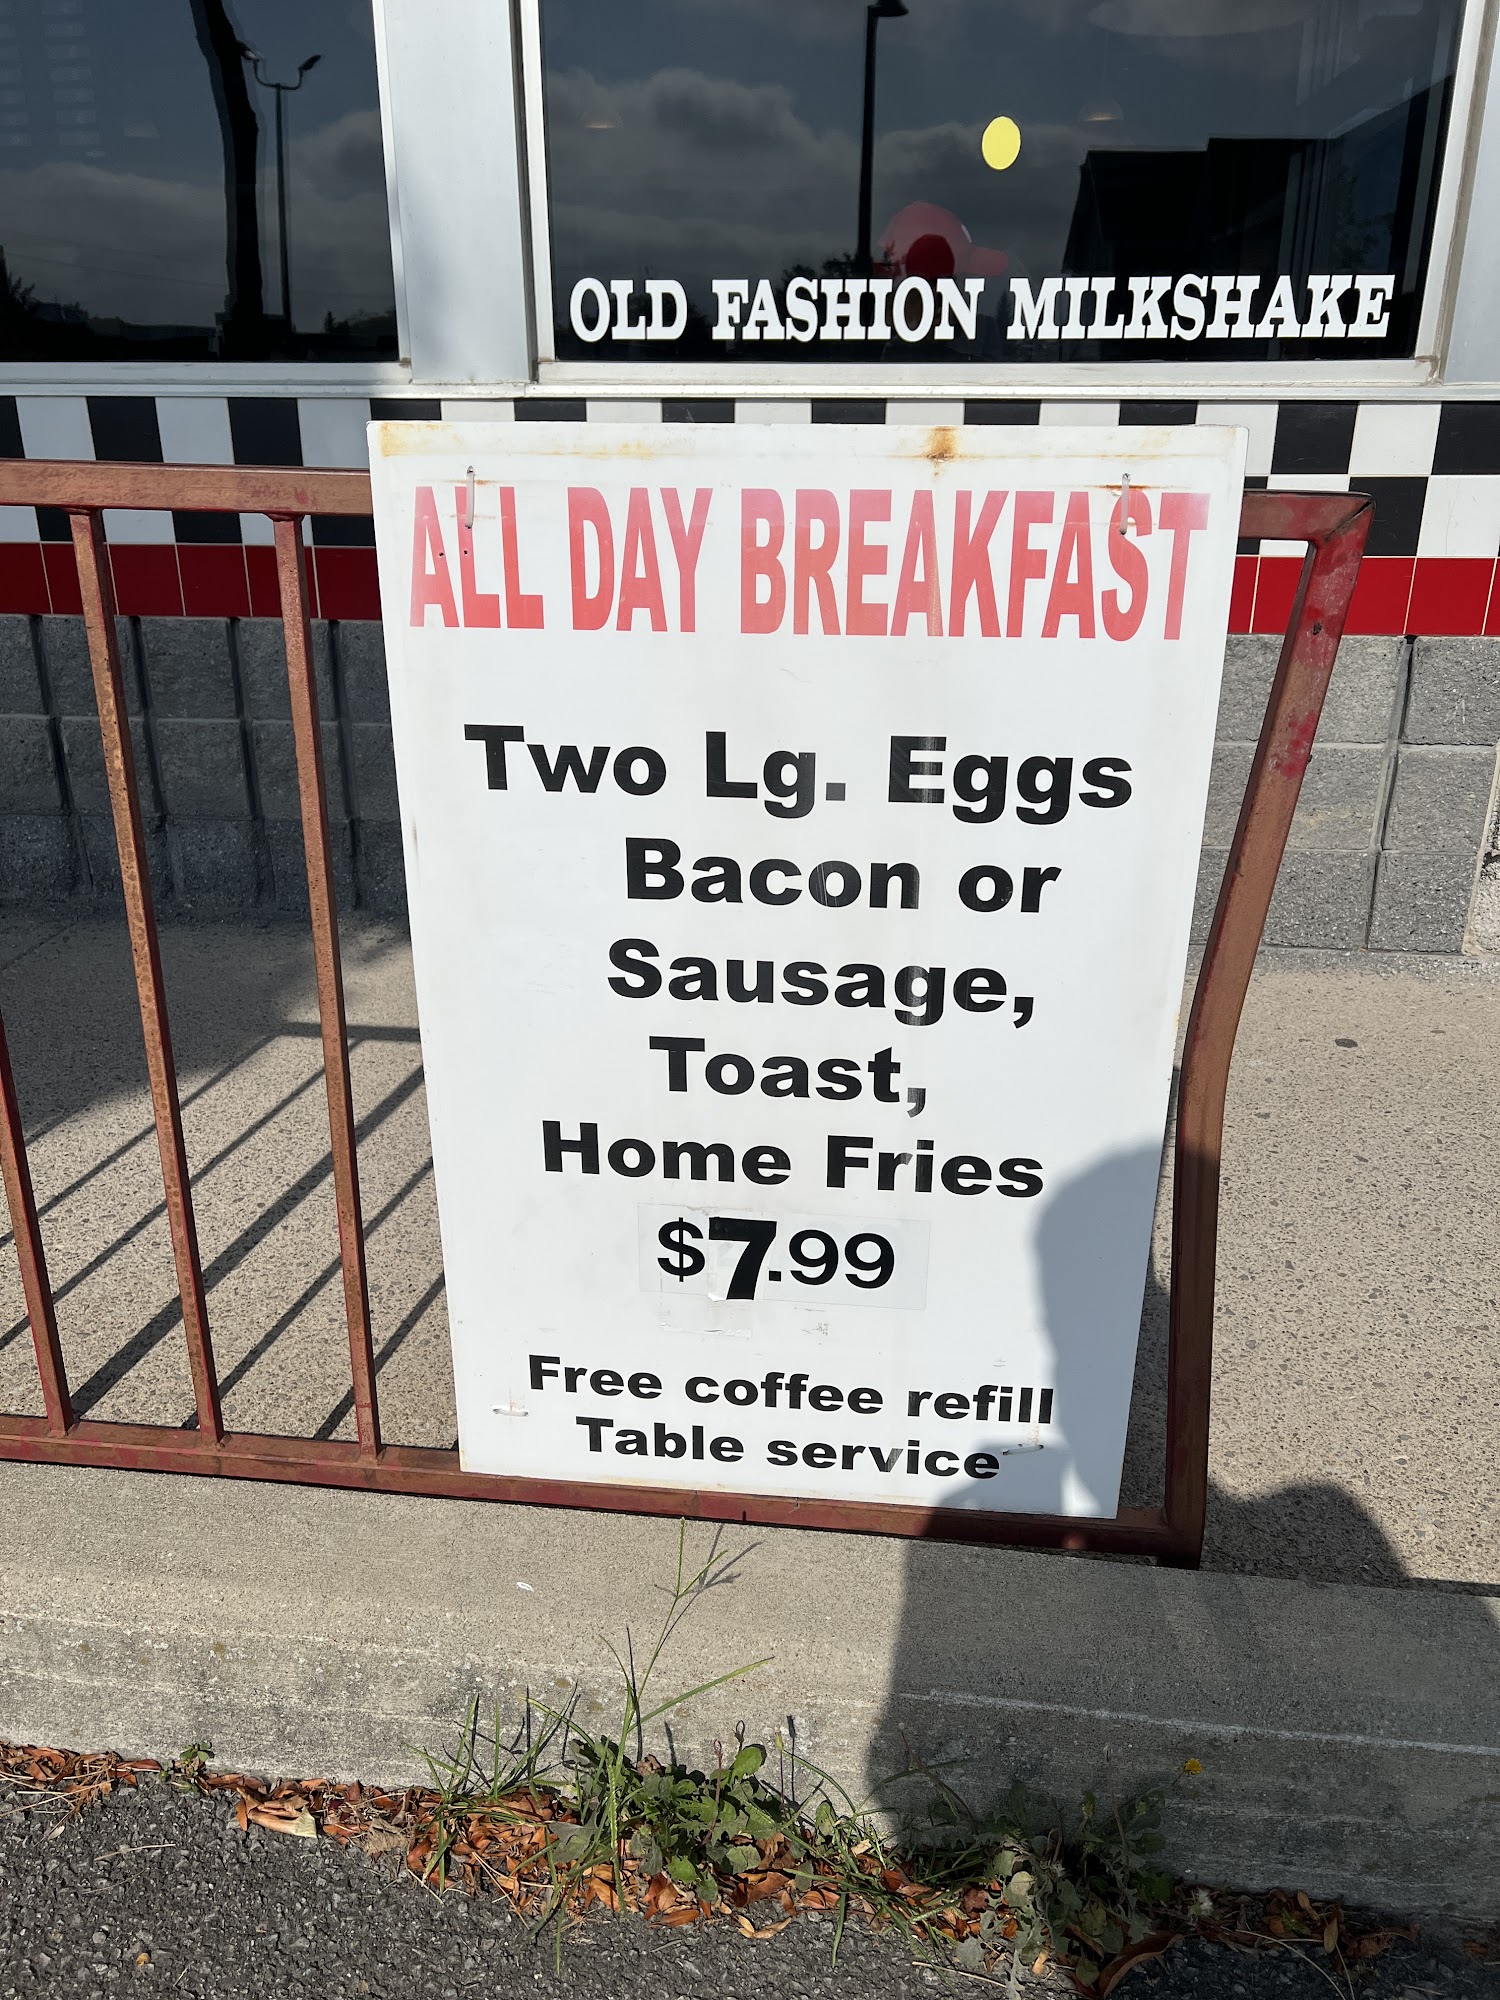 OLD FASHION MILKSHAKE
ALL DAY BREAKFAST
Two Lg. Eggs
Bacon or
Sausage,
Toast,
Home Fries
$7.99
Free coffee refill
Table service